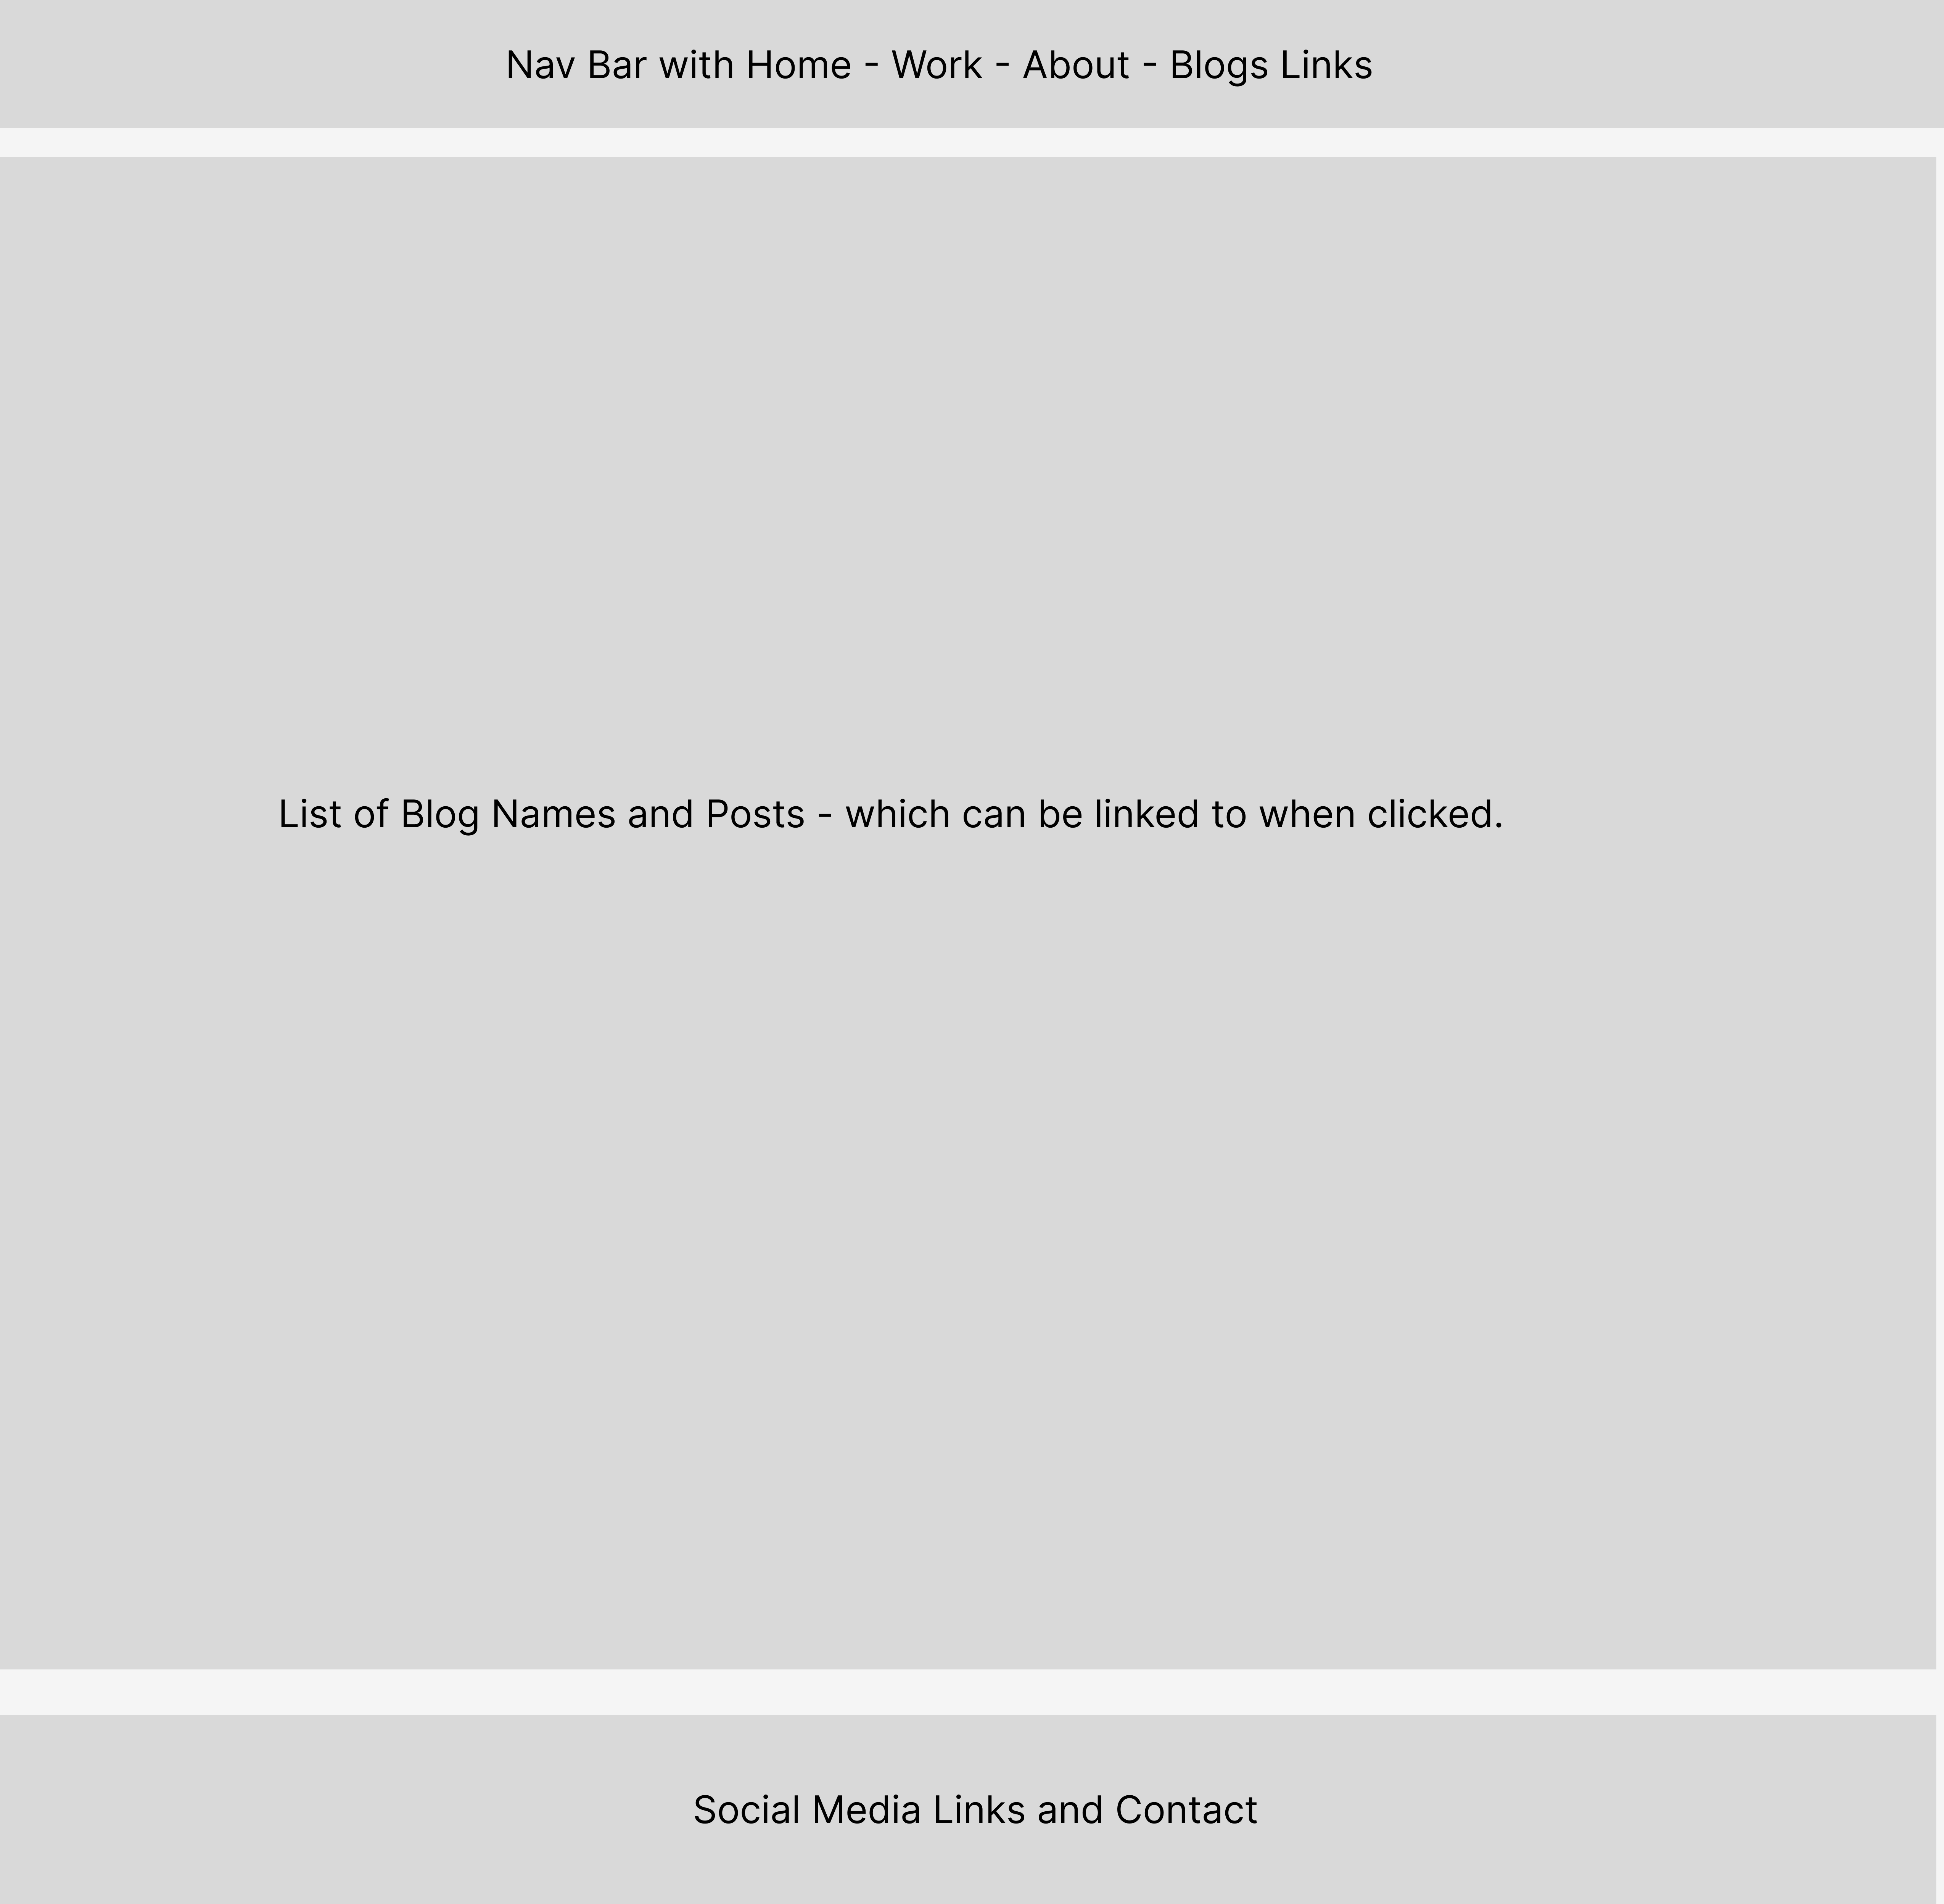 Nav Bar with Home - Work - About - Blogs Links
List of Blog Names and Posts - which can be linked to when clicked.
Social Media Links and Contact